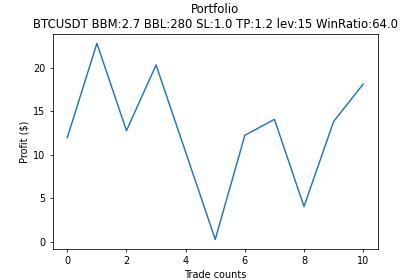 Portfolio
BTCUSDT BBM:2.7 BBL:280 SL:1.0 TP:1.2 lev:15 WinRatio:64.0
20
15
10
5
0
Profit ($)
0 2 4 6 8 10
Trade counts